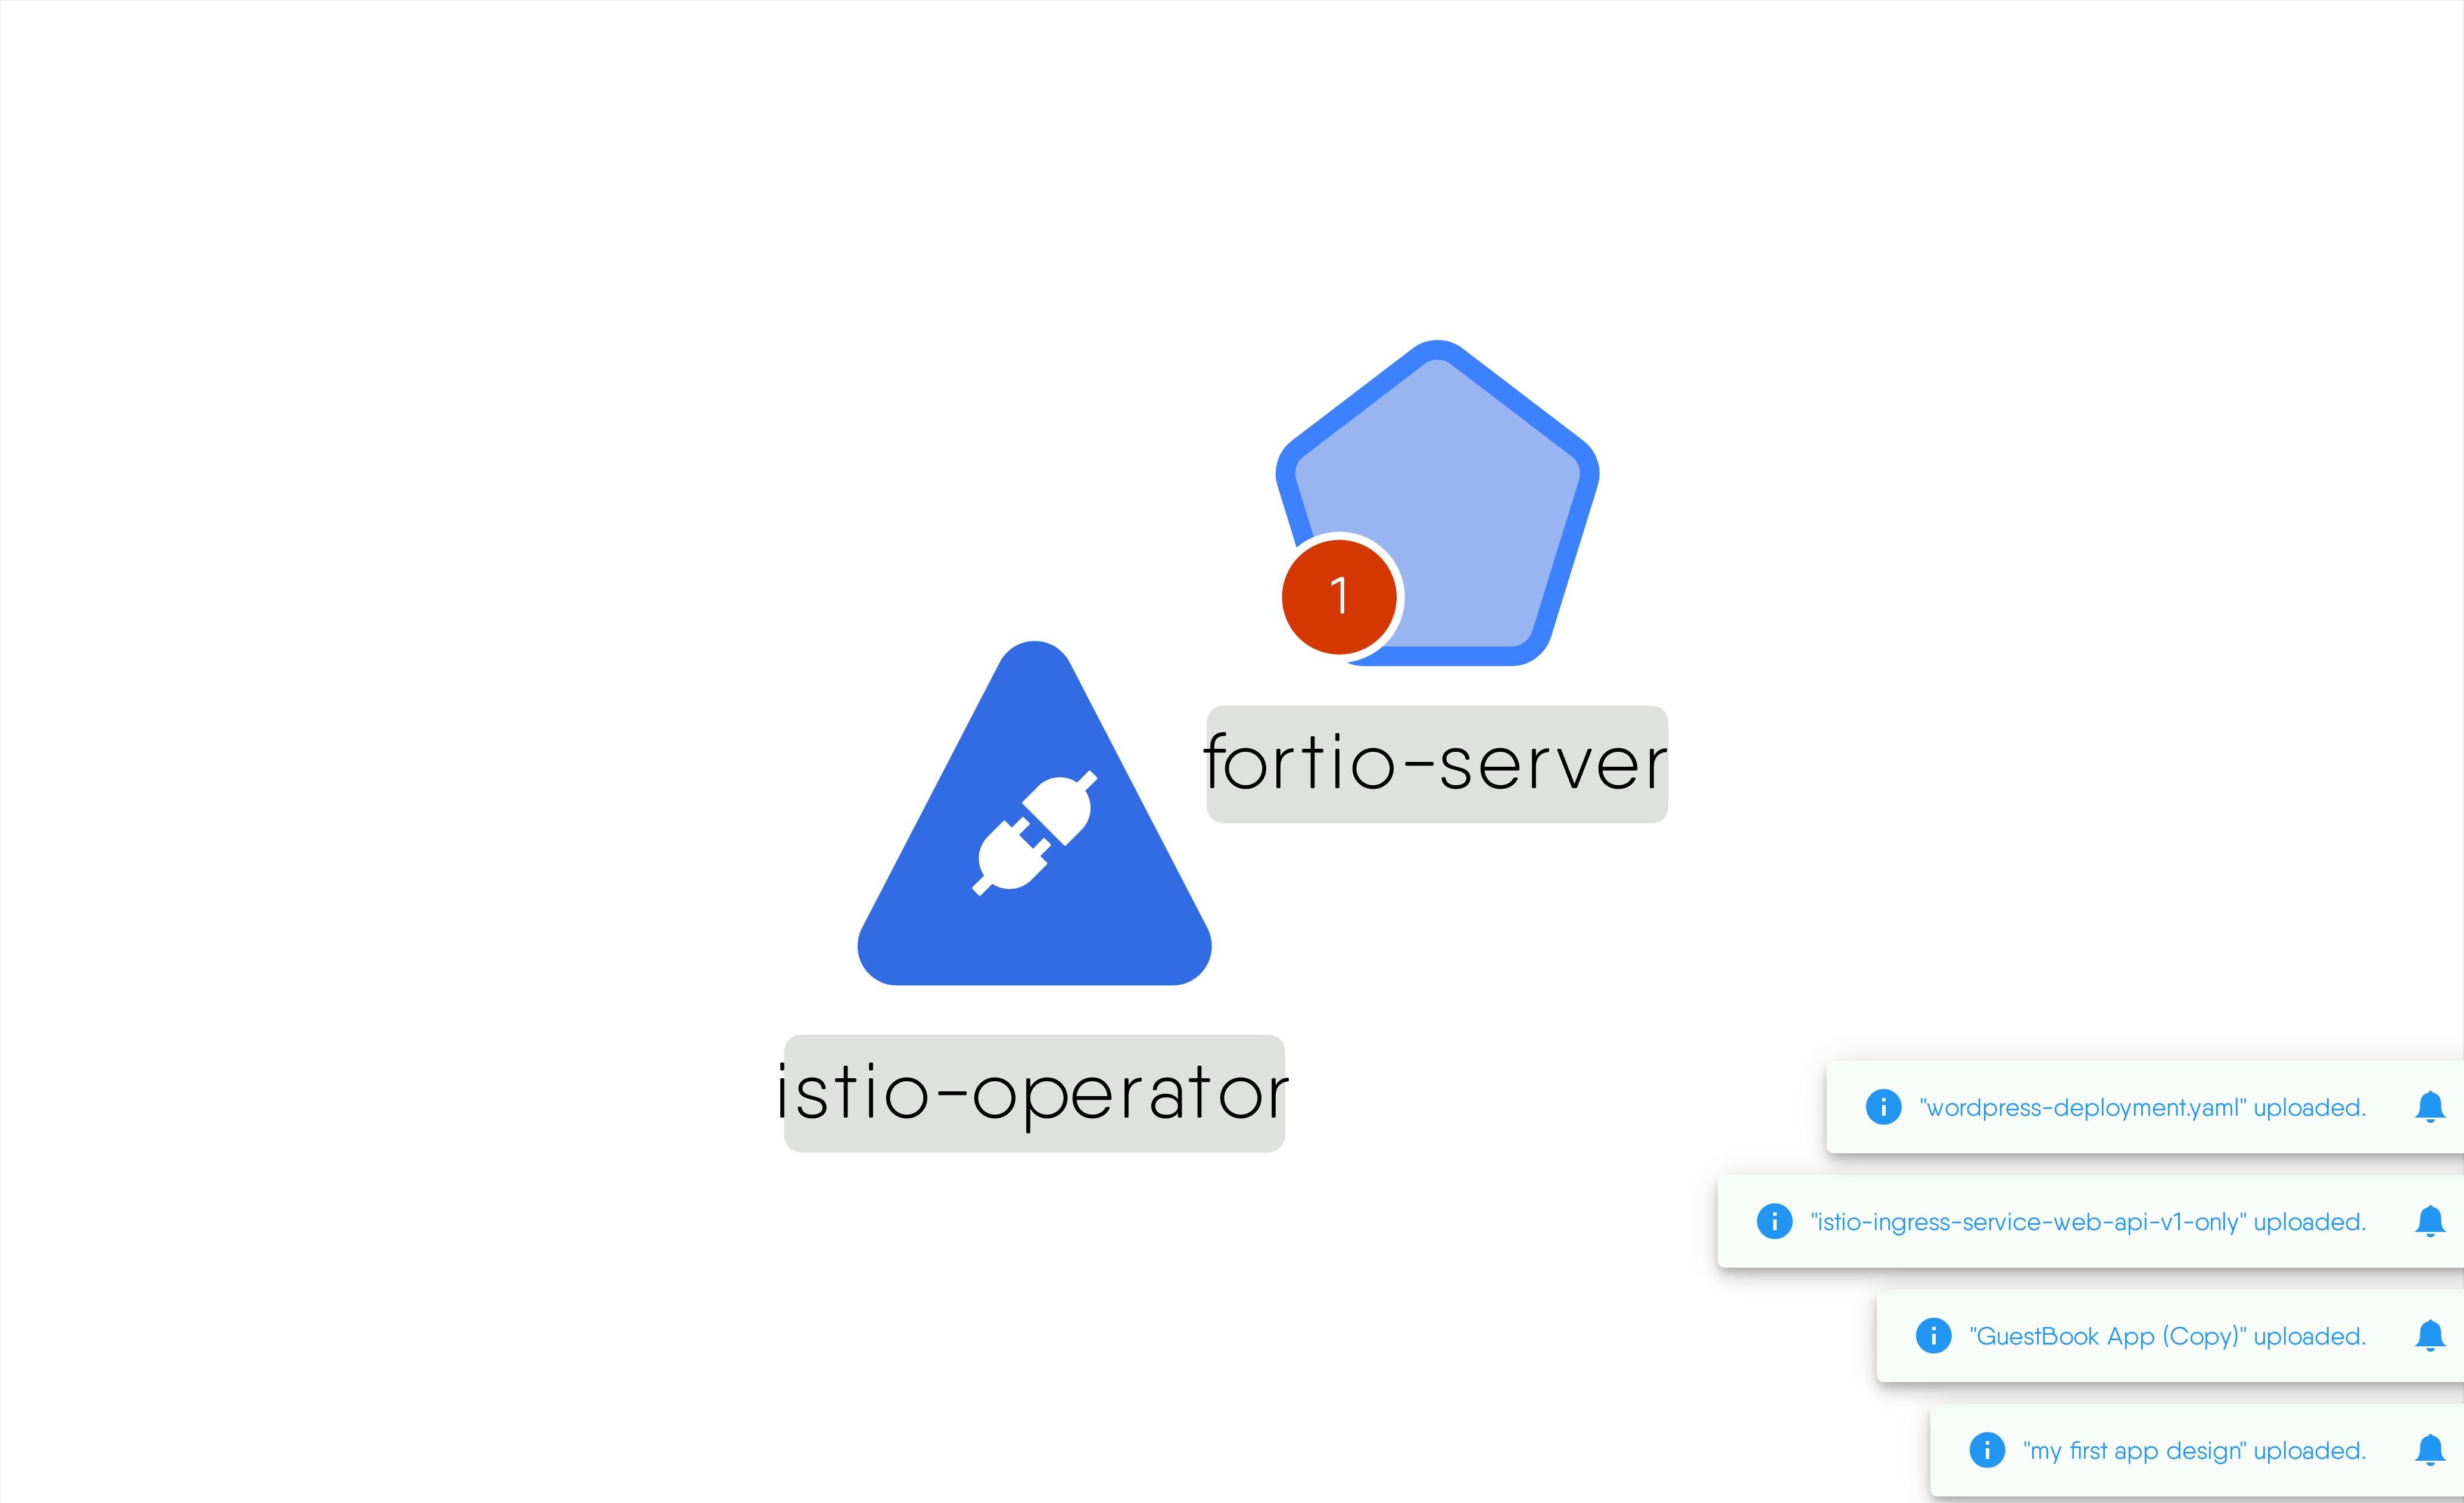 1
fortio-server
istio-operator
"wordpress-deployment.yaml" uploaded.
"istio-ingress-service-web-api-v1-only" uploaded.
"GuestBook App (Copy)" uploaded.
"my first app design" uploaded.